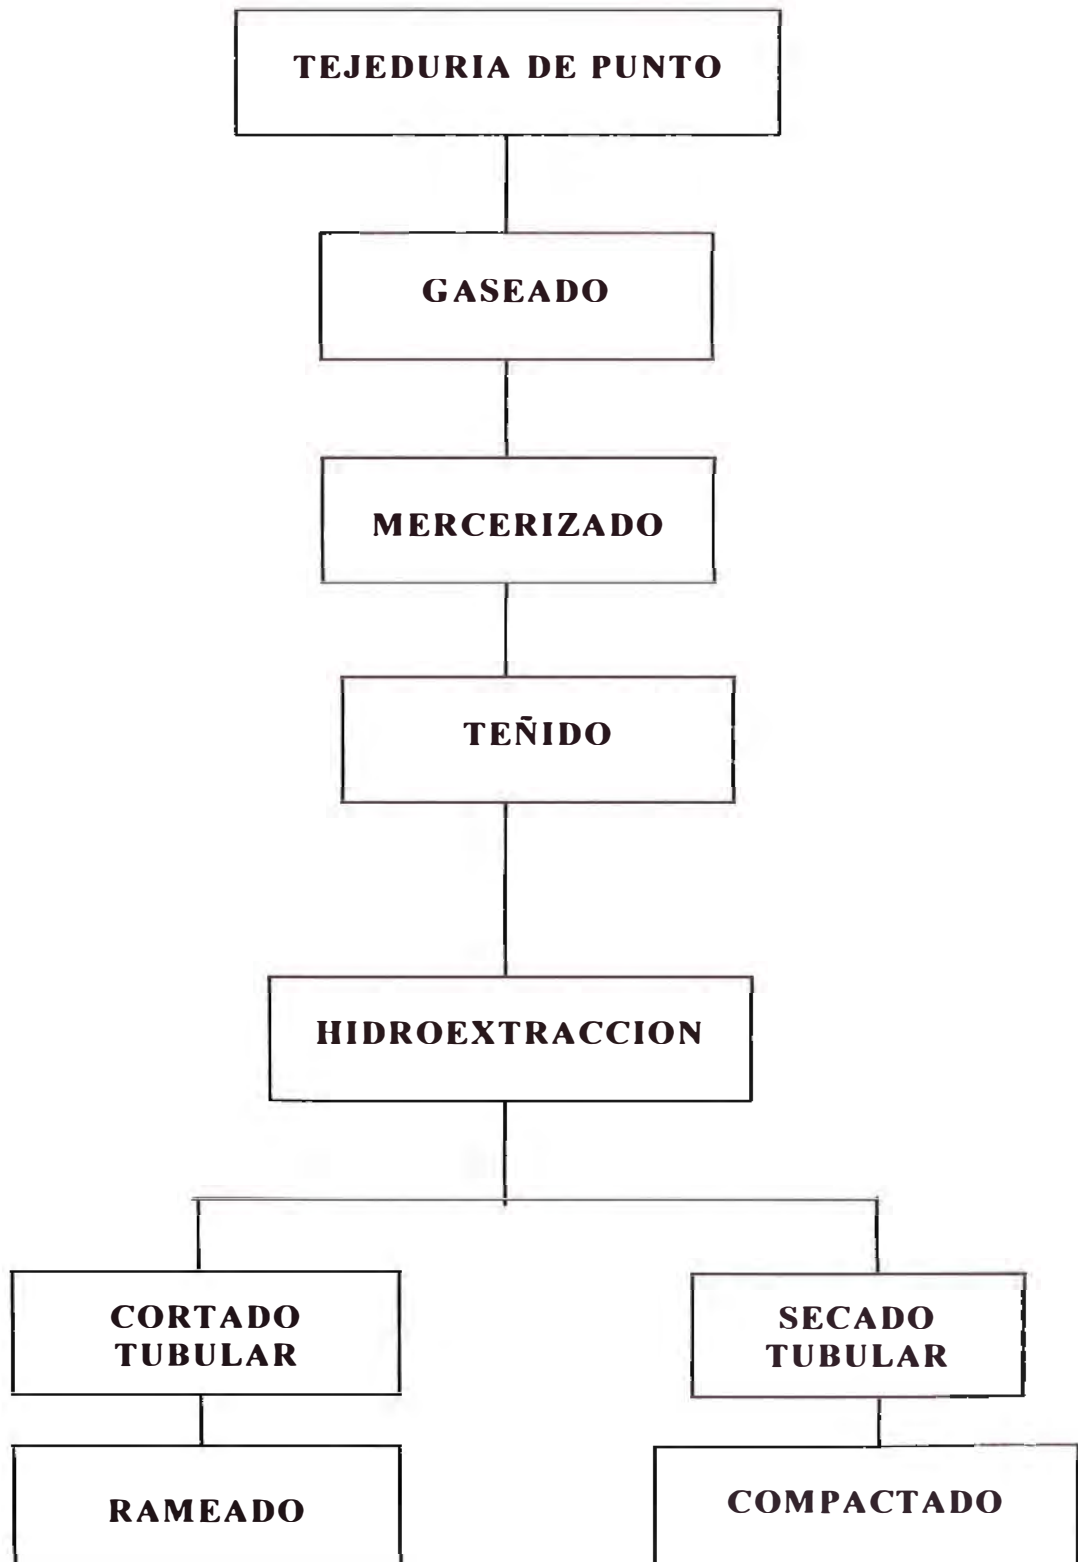 TEJEDURIA DE PUNTO
GASEADO
MERCERIZADO
TEÑIDO
HIDROEXTRACCION
CORTADO
TUBULAR
SECADO
TUBULAR
RAMEADO
COMPACTADO